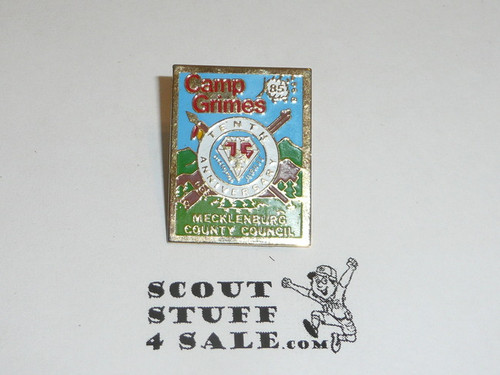 Camp
Grimes
85
TENTH
75
ANNIVERSARY
MECKLENBURG
COUNTY COUNCIL
SCOUT
STUFF
4 SALE.COM